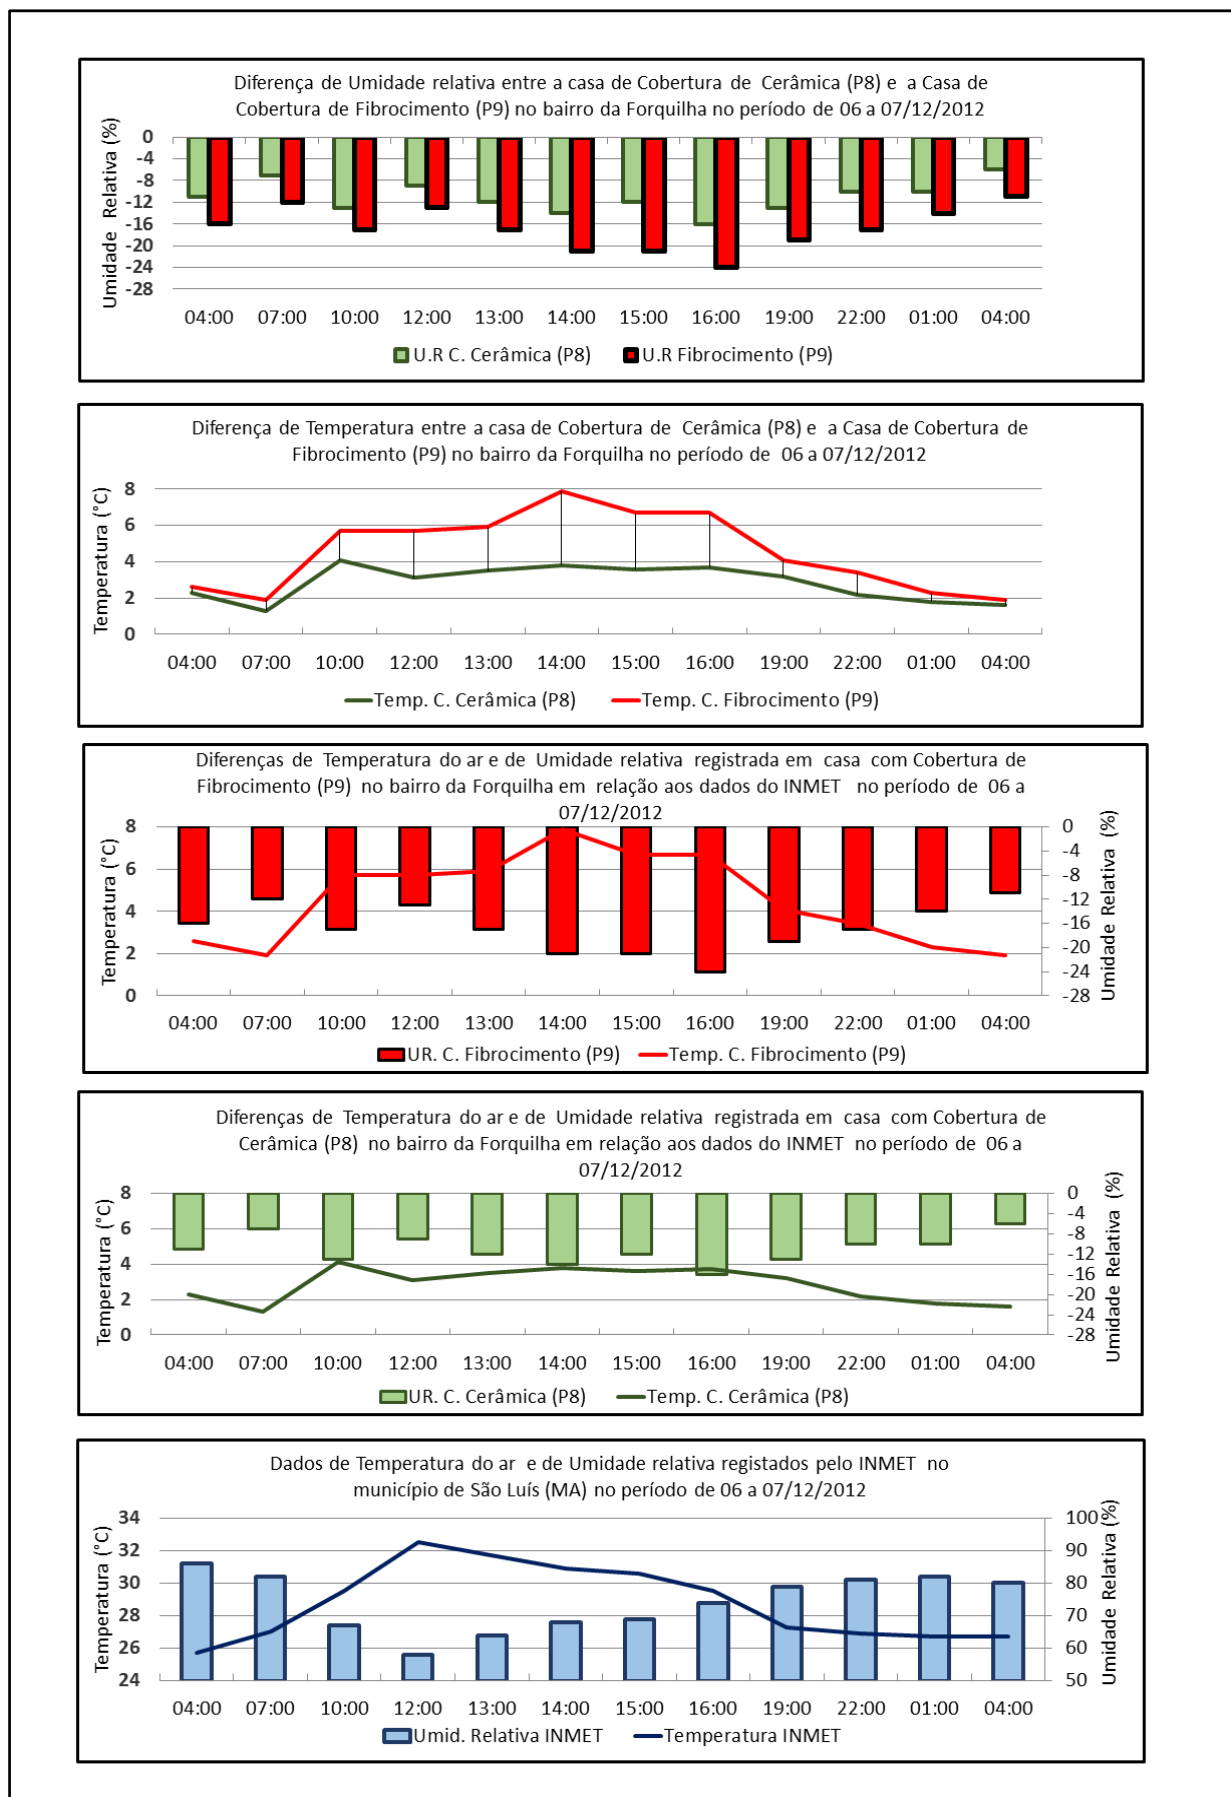 Diferença de Umidade relativa entre a casa de Cobertura de Cerâmica (P8) e a Casa de
Cobertura de Fibrocimento (P9) no bairro da Forquilha no período de 06 a 07/12/2012
Umidade Relativa (%)
0
-4
-8
-12
-16
-20
-24
-28
04:00 07:00 10:00 12:00 13:00 14:00 15:00 16:00 19:00 22:00 01:00 04:00
U.R C. Cerâmica (P8) U.R Fibrocimento (P9)
Diferença de Temperatura entre a casa de Cobertura de Cerâmica (P8) e a Casa de Cobertura de
Fibrocimento (P9) no bairro da Forquilha no período de 06 a 07/12/2012
Temperatura (°C)
8
6
4
2
0
04:00 07:00 10:00 12:00 13:00 14:00 15:00 16:00 19:00 22:00 01:00 04:00
Temp. C. Cerâmica (P8) Temp. C. Fibrocimento (P9)
Diferenças de Temperatura do ar e de Umidade relativa registrada em casa com Cobertura de
Fibrocimento (P9) no bairro da Forquilha em relação aos dados do INMET no período de 06 a
07/12/2012
Temperatura (°C)
8
6
4
2
0
0
-4
-8
-12
-16
-20
-24
-28
Umidade Relativa (%)
04:00 07:00 10:00 12:00 13:00 14:00 15:00 16:00 19:00 22:00 01:00 04:00
UR. C. Fibrocimento (P9) Temp. C. Fibrocimento (P9)
Diferenças de Temperatura do ar e de Umidade relativa registrada em casa com Cobertura de
Cerâmica (P8) no bairro da Forquilha em relação aos dados do INMET no período de 06 a
07/12/2012
Temperatura (°C)
8
6
4
2
0
0
-4
-8
-12
-16
-20
-24
-28
Umidade Relativa (%)
04:00 07:00 10:00 12:00 13:00 14:00 15:00 16:00 19:00 22:00 01:00 04:00
UR. C. Cerâmica (P8) Temp. C. Cerâmica (P8)
Dados de Temperatura do ar e de Umidade relativa registados pelo INMET no
município de São Luís (MA) no período de 06 a 07/12/2012
Temperatura (°C)
34
32
30
28
26
24
100
90
80
70
60
50
Umidade Relativa (%)
04:00 07:00 10:00 12:00 13:00 14:00 15:00 16:00 19:00 22:00 01:00 04:00
Umid. Relativa INMET Temperatura INMET